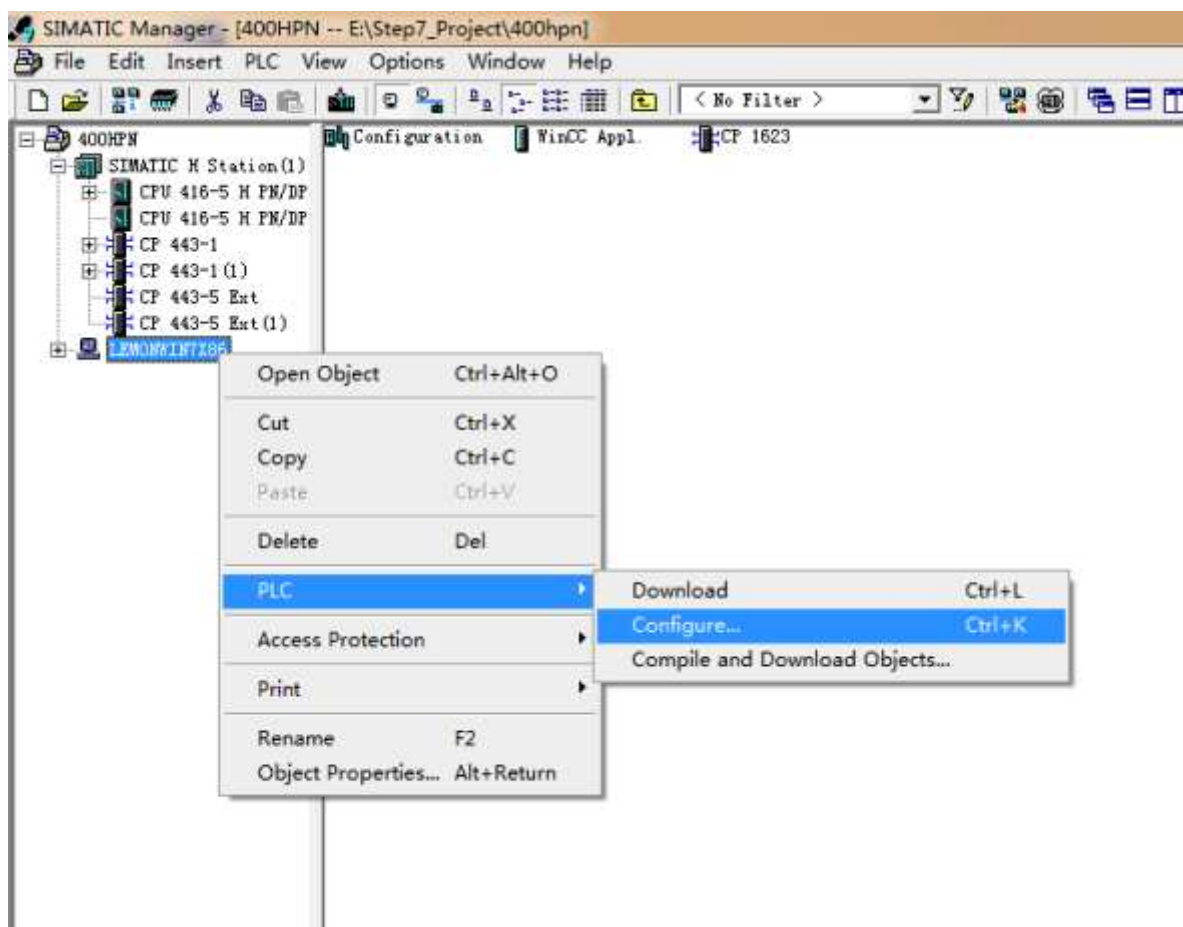 SIMATIC Manager - [400HPN -- E:\Step7_Project\400hpn]
File Edit Insert PLC View Options Window Help
< No Filter >
400HPN
SIMATIC H Station(1)
CPU 416-5 H PN/DP
CPU 416-5 H PN/DP
CP 443-1
CP 443-1(1)
CP 443-5 Ext
CP 443-5 Ext(1)
LEMONWIN7X86
Configuration WinCC Appl. CP 1623
Open Object Ctrl+Alt+O
Cut Ctrl+X
Copy Ctrl+C
Paste Ctrl+V
Delete Del
PLC
Access Protection
Print
Rename F2
Object Properties... Alt+Return
Download Ctrl+L
Configure... Ctrl+K
Compile and Download Objects...